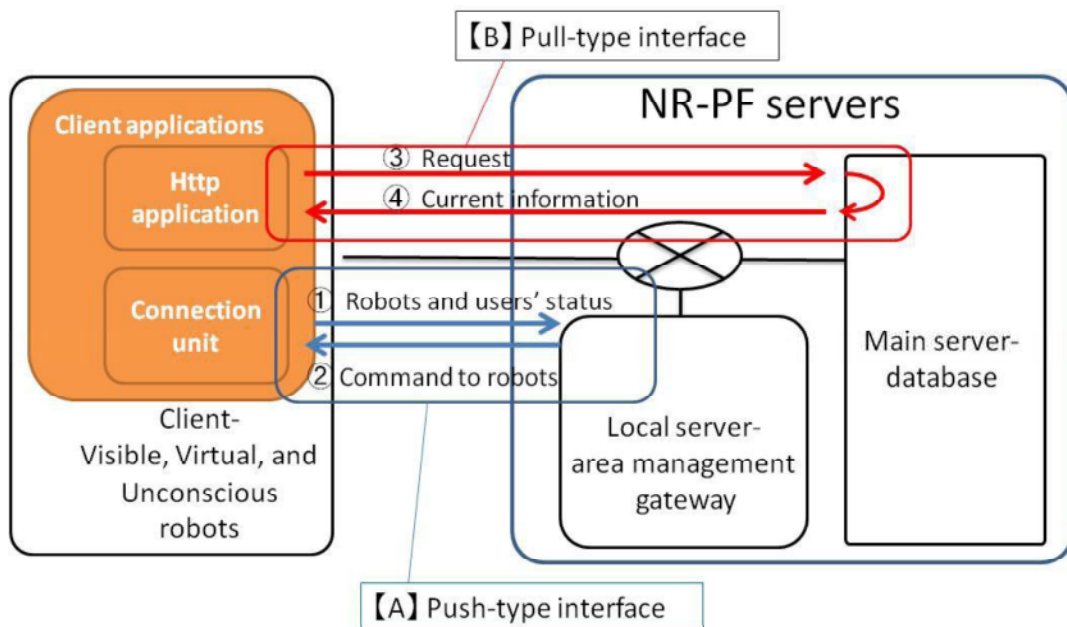 【B】Pull-type interface
NR-PF servers
Client applications
Http
application
③ Request
④ Current information
Connection
unit
① Robots and users’ status
② Command to robots
Main server-
database
Local server-
area management
gateway
Client-
Visible, Virtual, and
Unconscious
robots
【A】Push-type interface